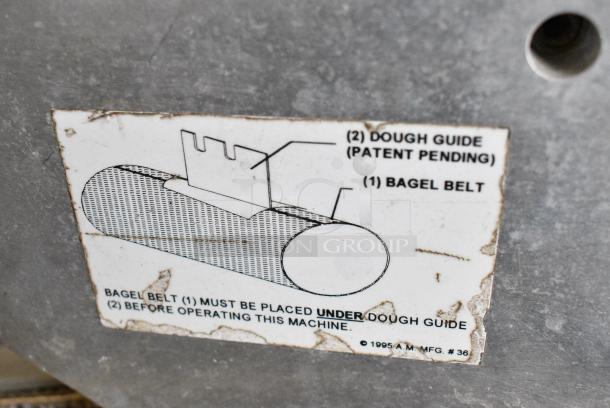 (2) DOUGH GUIDE
(PATENT PENDING)
(1) BAGEL BELT
GROUP
BAGEL BELT (1) MUST BE PLACED UNDER DOUGH GUIDE
(2) BEFORE OPERATING THIS MACHINE.
© 1995 A.M. MFG. # 36